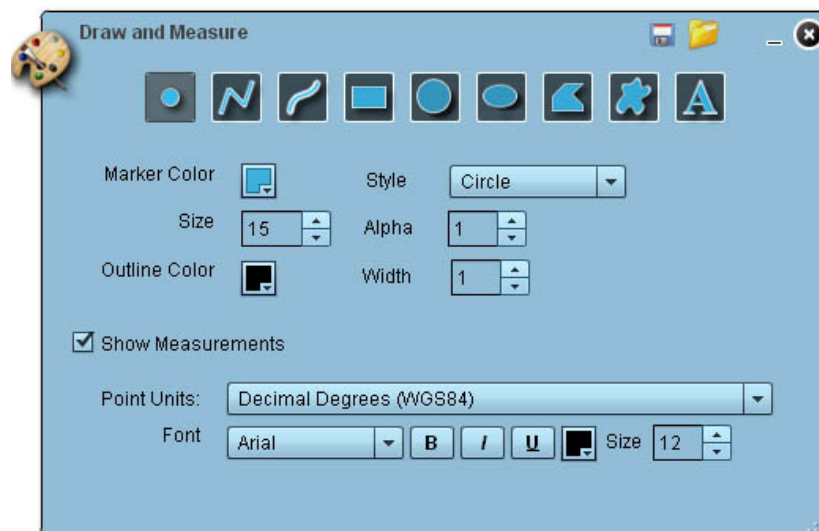 Draw and Measure
A
Marker Color Style Circle
Size 15 Alpha 1
Outline Color Width 1
Show Measurements
Point Units: Decimal Degrees (WGS84)
Font Arial B I U Size 12